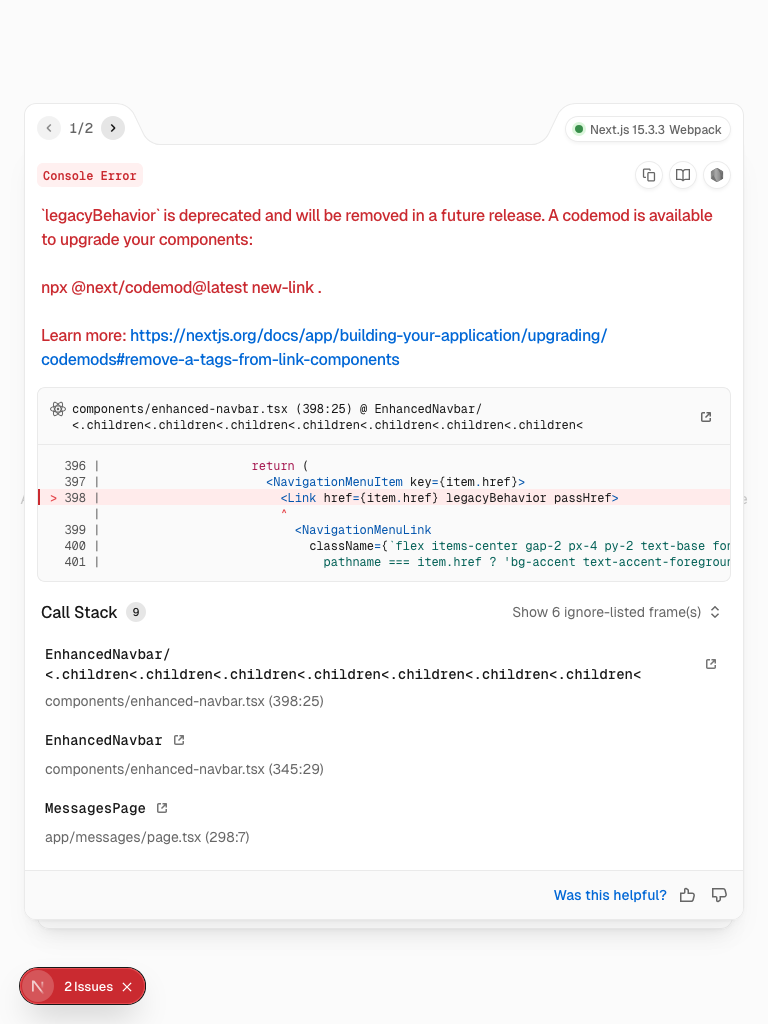 1/2
Next.js 15.3.3 Webpack
Console Error
`legacyBehavior` is deprecated and will be removed in a future release. A codemod is available
to upgrade your components:
npx @next/codemod@latest new-link .
Learn more: https://nextjs.org/docs/app/building-your-application/upgrading/
codemods#remove-a-tags-from-link-components
components/enhanced-navbar.tsx (398:25) @ EnhancedNavbar/
<.children<.children<.children<.children<.children<.children<.children<
396 | return (
397 | <NavigationMenuItem key={item.href}>
> 398 | <Link href={item.href} legacyBehavior passHref>
| ^
399 | <NavigationMenuLink
400 | className={`flex items-center gap-2 px-4 py-2 text-base for
401 | pathname === item.href ? 'bg-accent text-accent-foregroun
Call Stack 9
Show 6 ignore-listed frame(s)
EnhancedNavbar/
<.children<.children<.children<.children<.children<.children<.children<
components/enhanced-navbar.tsx (398:25)
EnhancedNavbar
components/enhanced-navbar.tsx (345:29)
MessagesPage
app/messages/page.tsx (298:7)
Was this helpful?
N 2 Issues